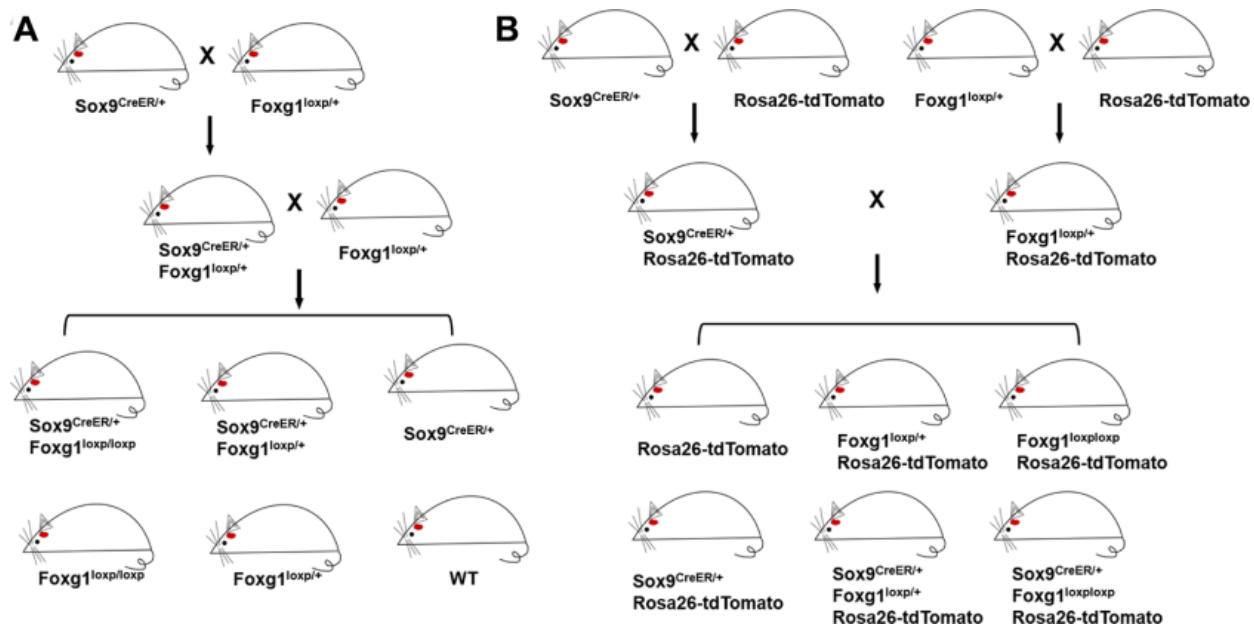 A
X
Sox9CreER/+
Foxg1loxp/+
X
Sox9CreER/+
Foxg1loxp/+
Foxg1loxp/+
Sox9CreER/+
Foxg1loxp/loxp
Sox9CreER/+
Foxg1loxp/+
Sox9CreER/+
Foxg1loxp/loxp
Foxg1loxp/+
WT
B
X
Sox9CreER/+
Rosa26-tdTomato
X
Foxg1loxp/+
Rosa26-tdTomato
Sox9CreER/+
Rosa26-tdTomato
X
Foxg1loxp/+
Rosa26-tdTomato
Rosa26-tdTomato
Foxg1loxp/+
Rosa26-tdTomato
Foxg1loxploxp
Rosa26-tdTomato
Sox9CreER/+
Rosa26-tdTomato
Sox9CreER/+
Foxg1loxp/+
Rosa26-tdTomato
Sox9CreER/+
Foxg1loxploxp
Rosa26-tdTomato